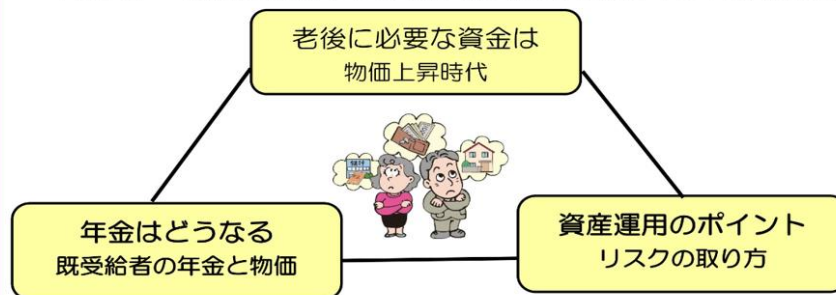 老後に必要な資金は
物価上昇時代
年金はどうなる
既受給者の年金と物価
資産運用のポイント
リスクの取り方